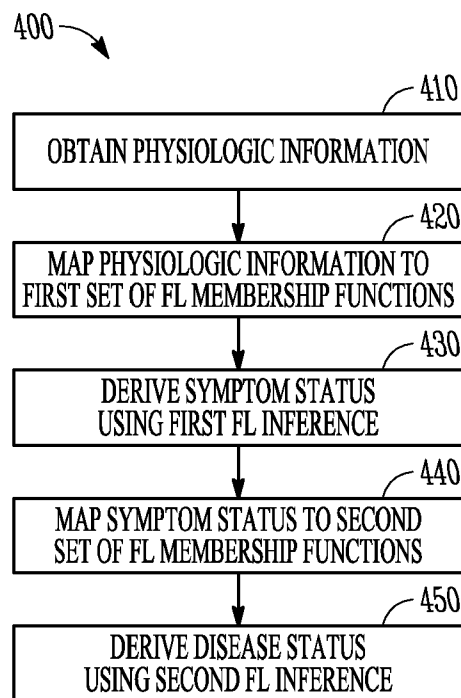 400
410
OBTAIN PHYSIOLOGIC INFORMATION
420
MAP PHYSIOLOGIC INFORMATION TO
FIRST SET OF FL MEMBERSHIP FUNCTIONS
430
DERIVE SYMPTOM STATUS
USING FIRST FL INFERENCE
440
MAP SYMPTOM STATUS TO SECOND
SET OF FL MEMBERSHIP FUNCTIONS
450
DERIVE DISEASE STATUS
USING SECOND FL INFERENCE